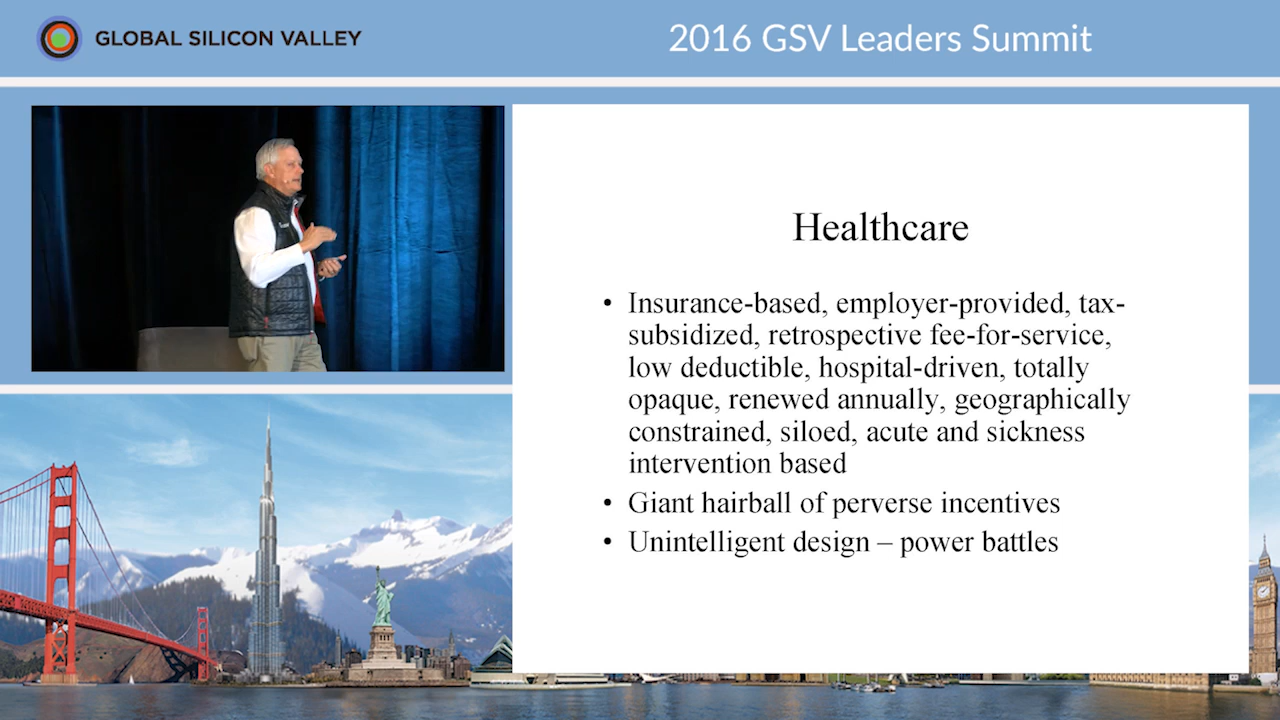 GLOBAL SILICON VALLEY
2016 GSV Leaders Summit
Healthcare
• Insurance-based, employer-provided, tax-
subsidized, retrospective fee-for-service,
low deductible, hospital-driven, totally
opaque, renewed annually, geographically
constrained, siloed, acute and sickness
intervention based
• Giant hairball of perverse incentives
• Unintelligent design – power battles